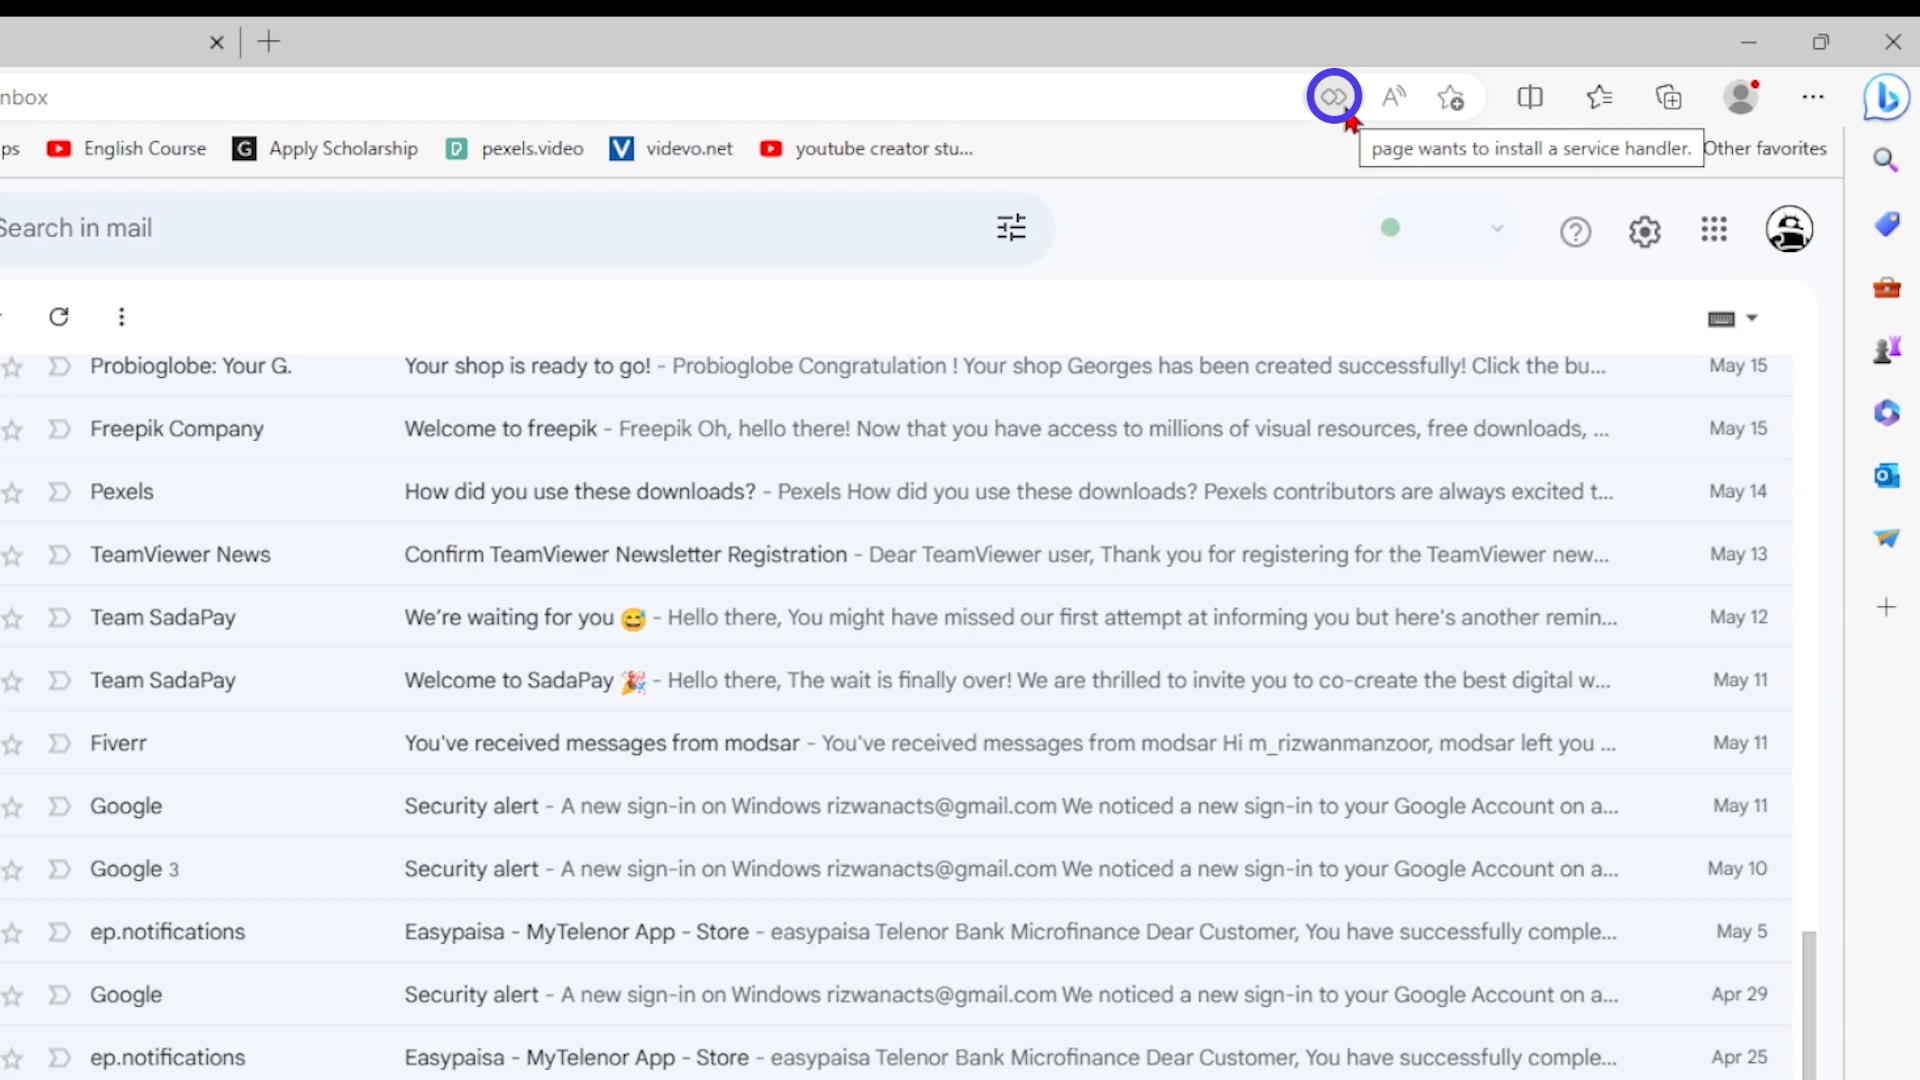 nbox
page wants to install a service handler.
ps English Course G Apply Scholarship pexels.video V videvo.net youtube creator stu... Other favorites
Search in mail
Probioglobe: Your G. Your shop is ready to go! - Probioglobe Congratulation ! Your shop Georges has been created successfully! Click the bu... May 15
Freepik Company Welcome to freepik - Freepik Oh, hello there! Now that you have access to millions of visual resources, free downloads, ... May 15
Pexels How did you use these downloads? - Pexels How did you use these downloads? Pexels contributors are always excited t... May 14
TeamViewer News Confirm TeamViewer Newsletter Registration - Dear TeamViewer user, Thank you for registering for the TeamViewer new... May 13
Team SadaPay We're waiting for you 😅 - Hello there, You might have missed our first attempt at informing you but here's another remin... May 12
Team SadaPay Welcome to SadaPay 🎉 - Hello there, The wait is finally over! We are thrilled to invite you to co-create the best digital w... May 11
Fiverr You've received messages from modsar - You've received messages from modsar Hi m_rizwanmanzoor, modsar left you ... May 11
Google Security alert - A new sign-in on Windows rizwanacts@gmail.com We noticed a new sign-in to your Google Account on a... May 11
Google 3 Security alert - A new sign-in on Windows rizwanacts@gmail.com We noticed a new sign-in to your Google Account on a... May 10
ep.notifications Easypaisa - MyTelenor App - Store - easypaisa Telenor Bank Microfinance Dear Customer, You have successfully comple... May 5
Google Security alert - A new sign-in on Windows rizwanacts@gmail.com We noticed a new sign-in to your Google Account on a... Apr 29
ep.notifications Easypaisa - MyTelenor App - Store - easypaisa Telenor Bank Microfinance Dear Customer, You have successfully comple... Apr 25